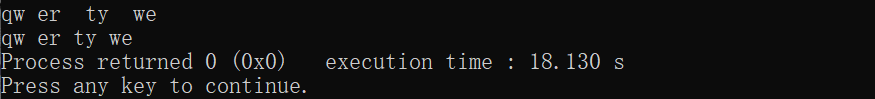 qw er  ty  we
qw er ty we
Process returned 0 (0x0)   execution time : 18.130 s
Press any key to continue.